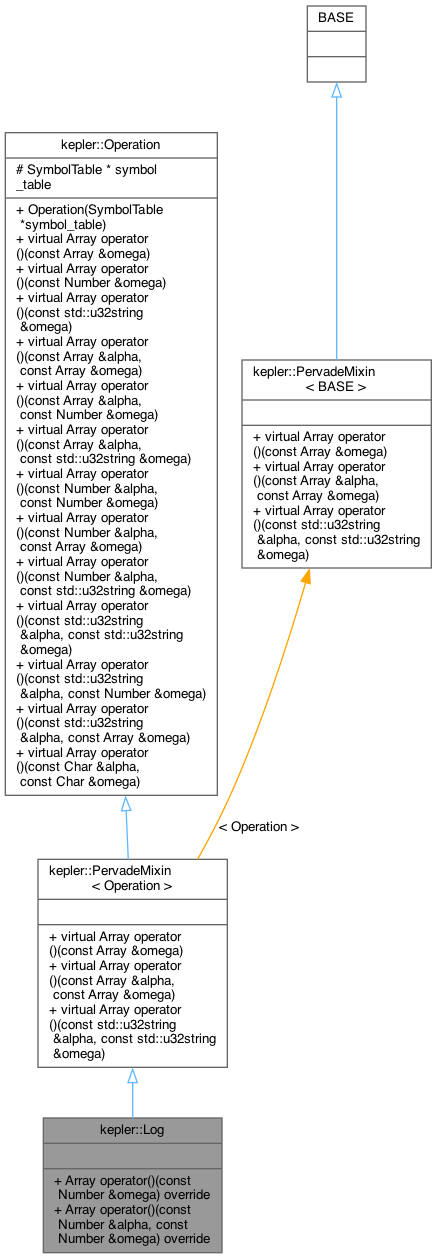 BASE
kepler::Operation
# SymbolTable * symbol
_table
+ Operation(SymbolTable
*symbol_table)
+ virtual Array operator
()(const Array &omega)
+ virtual Array operator
()(const Number &omega)
+ virtual Array operator
()(const std::u32string
&omega)
+ virtual Array operator
()(const Array &alpha,
const Array &omega)
+ virtual Array operator
()(const Array &alpha,
const Number &omega)
+ virtual Array operator
()(const Array &alpha,
const std::u32string &omega)
+ virtual Array operator
()(const Number &alpha,
const Number &omega)
+ virtual Array operator
()(const Number &alpha,
const Array &omega)
+ virtual Array operator
()(const Number &alpha,
const std::u32string &omega)
+ virtual Array operator
()(const std::u32string
&alpha, const std::u32string
&omega)
+ virtual Array operator
()(const std::u32string
&alpha, const Number &omega)
+ virtual Array operator
()(const std::u32string
&alpha, const Array &omega)
+ virtual Array operator
()(const Char &alpha,
const Char &omega)
kepler::PervadeMixin
< BASE >
+ virtual Array operator
()(const Array &omega)
+ virtual Array operator
()(const Array &alpha,
const Array &omega)
+ virtual Array operator
()(const std::u32string
&alpha, const std::u32string
&omega)
< Operation >
kepler::PervadeMixin
< Operation >
+ virtual Array operator
()(const Array &omega)
+ virtual Array operator
()(const Array &alpha,
const Array &omega)
+ virtual Array operator
()(const std::u32string
&alpha, const std::u32string
&omega)
kepler::Log
+ Array operator()(const
Number &omega) override
+ Array operator()(const
Number &alpha, const
Number &omega) override